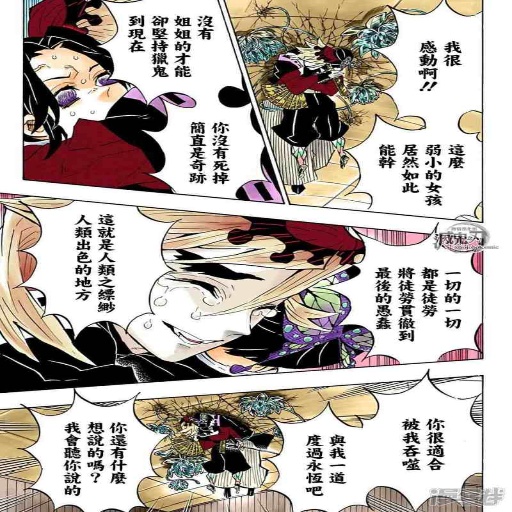 我很
感動啊!!
這麼
弱小的女孩
居然如此
能幹
沒有
姐姐的才能
卻堅持獵鬼
到現在
你沒有死掉
簡直是奇跡
一切的一切
都是徒勞
將徒勞貫徹到
最後的愚蠢
這就是人類之縹緲
人類出色的地方
你很適合
被我吞噬
與我一道
度過永恆吧
你還有什麼
想說的嗎?
我會聽你說的